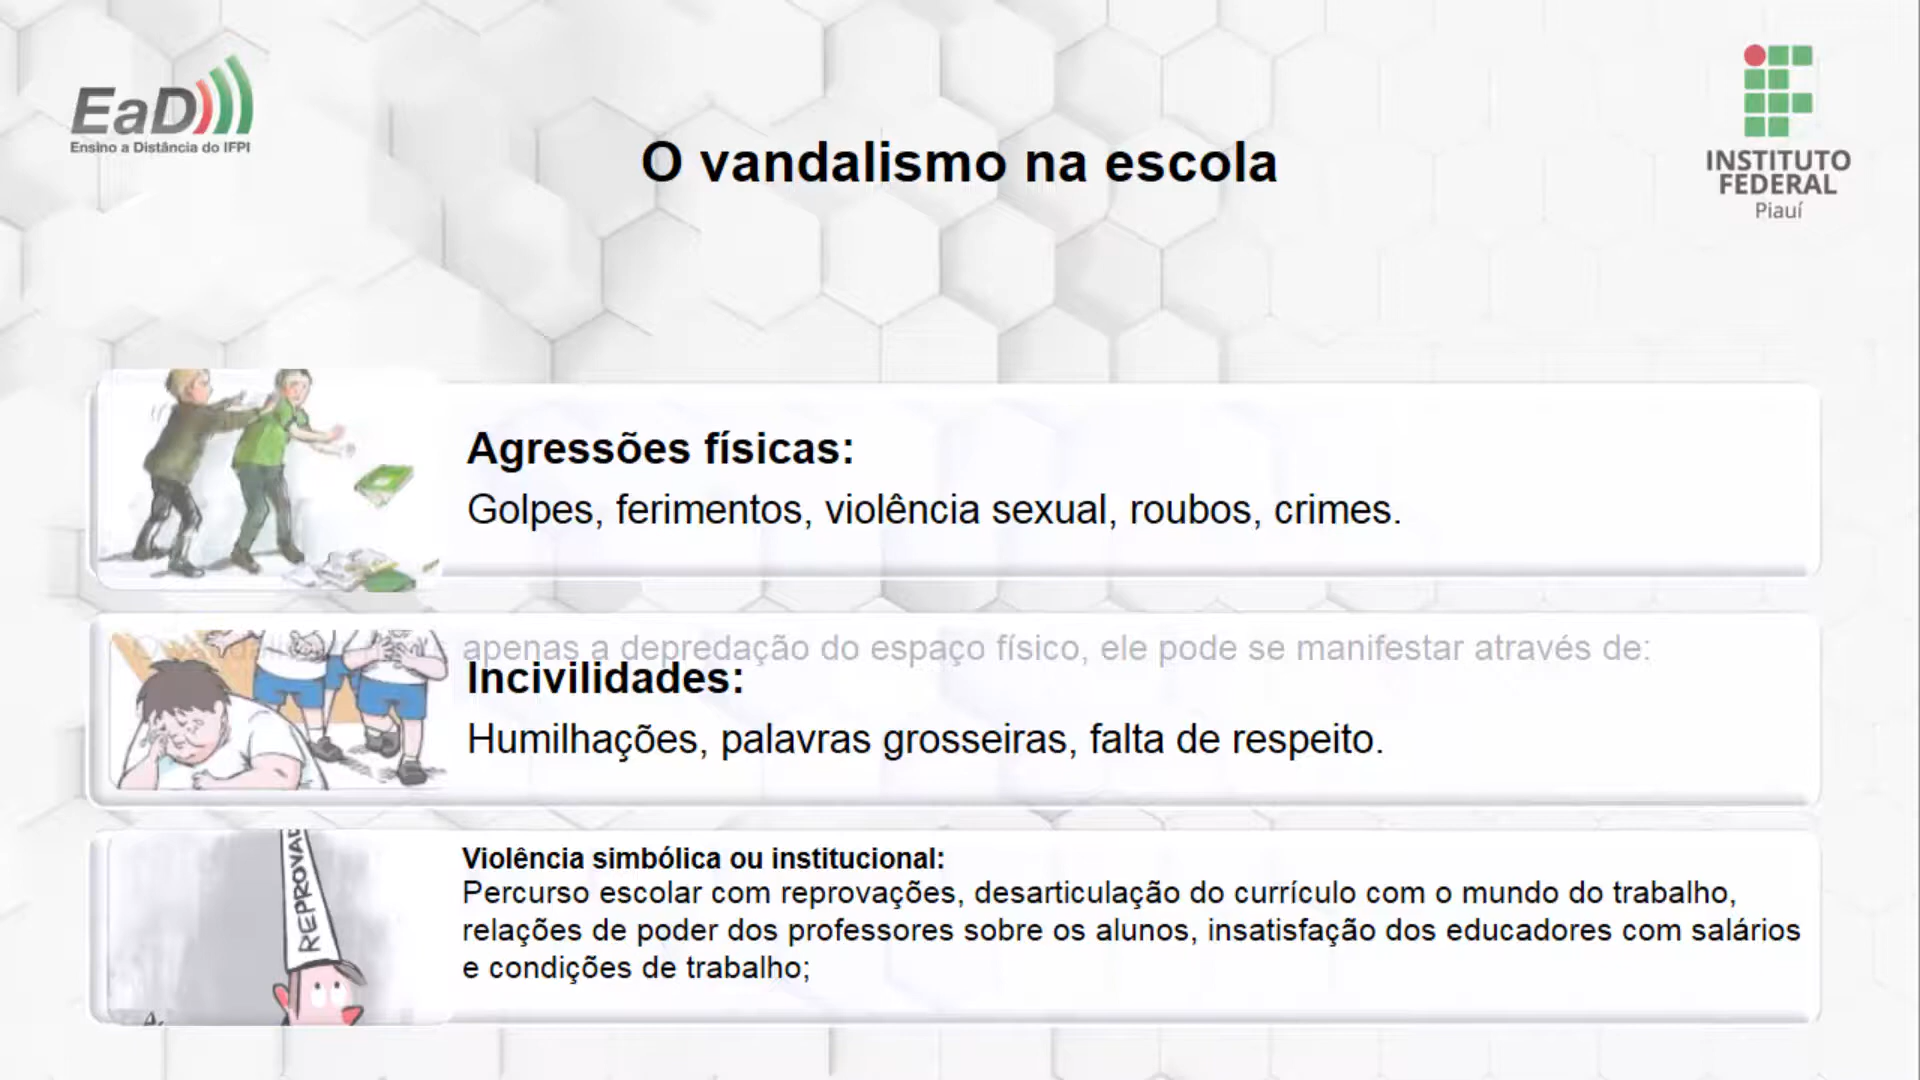 EaD
Ensino a Distância do IFPI
O vandalismo na escola
INSTITUTO
FEDERAL
Piauí
Agressões físicas:
Golpes, ferimentos, violência sexual, roubos, crimes.
apenas a depredação do espaço físico, ele pode se manifestar através de:
Incivilidades:
Humilhações, palavras grosseiras, falta de respeito.
REPROVAD
Violência simbólica ou institucional:
Percurso escolar com reprovações, desarticulação do currículo com o mundo do trabalho,
relações de poder dos professores sobre os alunos, insatisfação dos educadores com salários
e condições de trabalho;